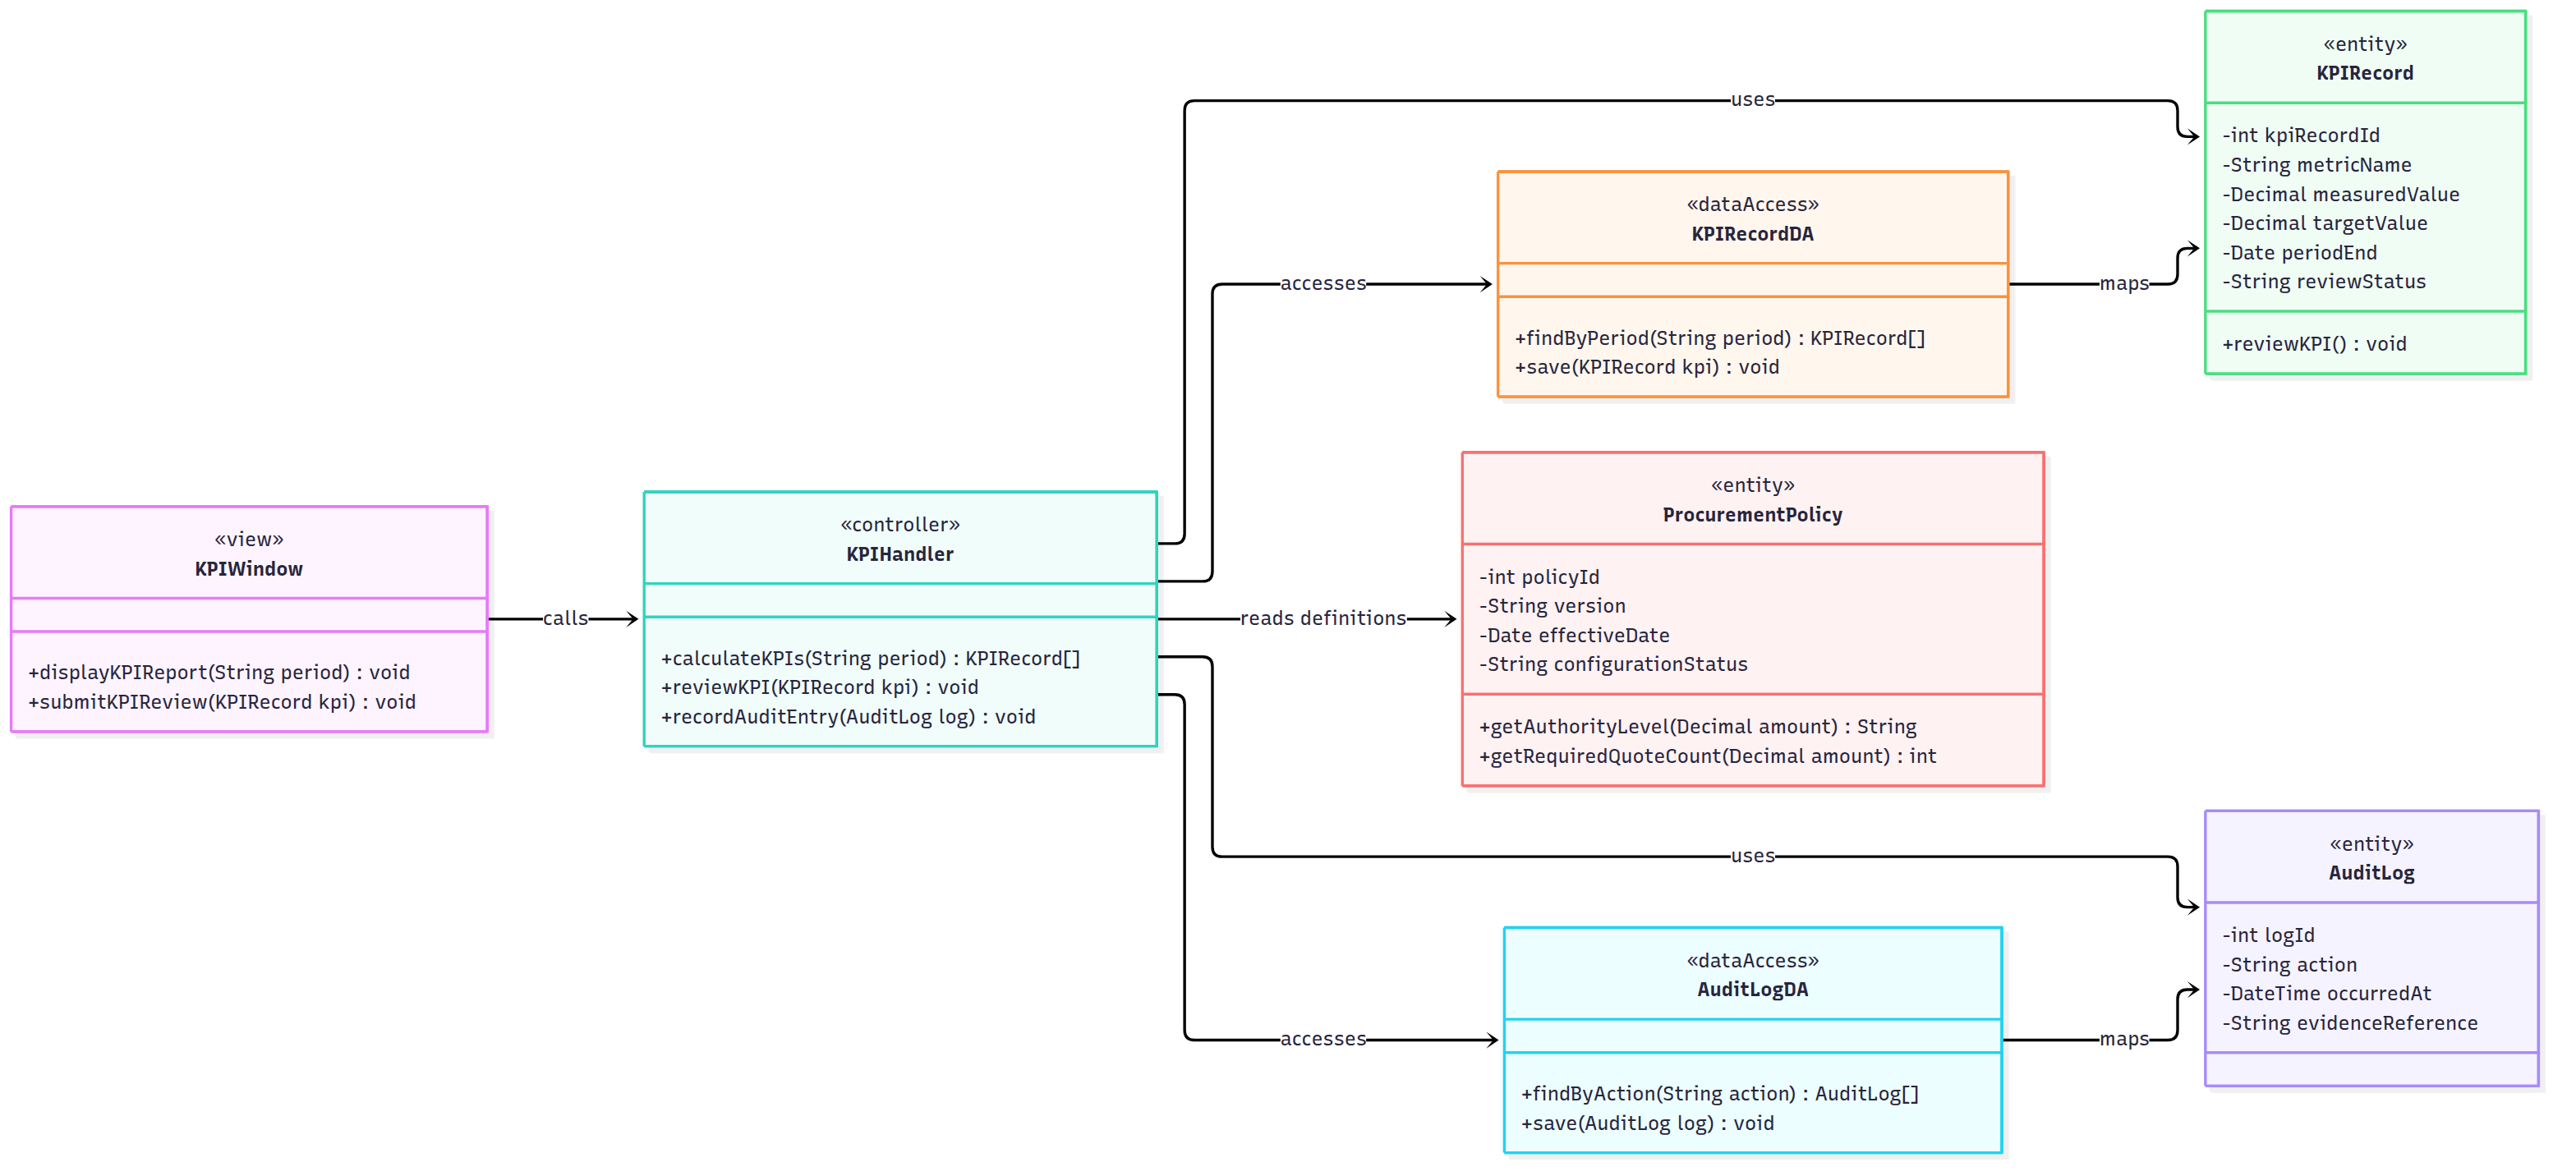 «view»
KPIWindow
+displayKPIReport(String period) : void
+submitKPIReview(KPIRecord kpi) : void
calls
«controller»
KPIHandler
+calculateKPIs(String period) : KPIRecord[]
+reviewKPI(KPIRecord kpi) : void
+recordAuditEntry(AuditLog log) : void
uses
accesses
reads definitions
uses
accesses
«dataAccess»
KPIRecordDA
+findByPeriod(String period) : KPIRecord[]
+save(KPIRecord kpi) : void
maps
«entity»
ProcurementPolicy
-int policyId
-String version
-Date effectiveDate
-String configurationStatus
+getAuthorityLevel(Decimal amount) : String
+getRequiredQuoteCount(Decimal amount) : int
«dataAccess»
AuditLogDA
+findByAction(String action) : AuditLog[]
+save(AuditLog log) : void
maps
«entity»
KPIRecord
-int kpiRecordId
-String metricName
-Decimal measuredValue
-Decimal targetValue
-Date periodEnd
-String reviewStatus
+reviewKPI() : void
«entity»
AuditLog
-int logId
-String action
-DateTime occurredAt
-String evidenceReference